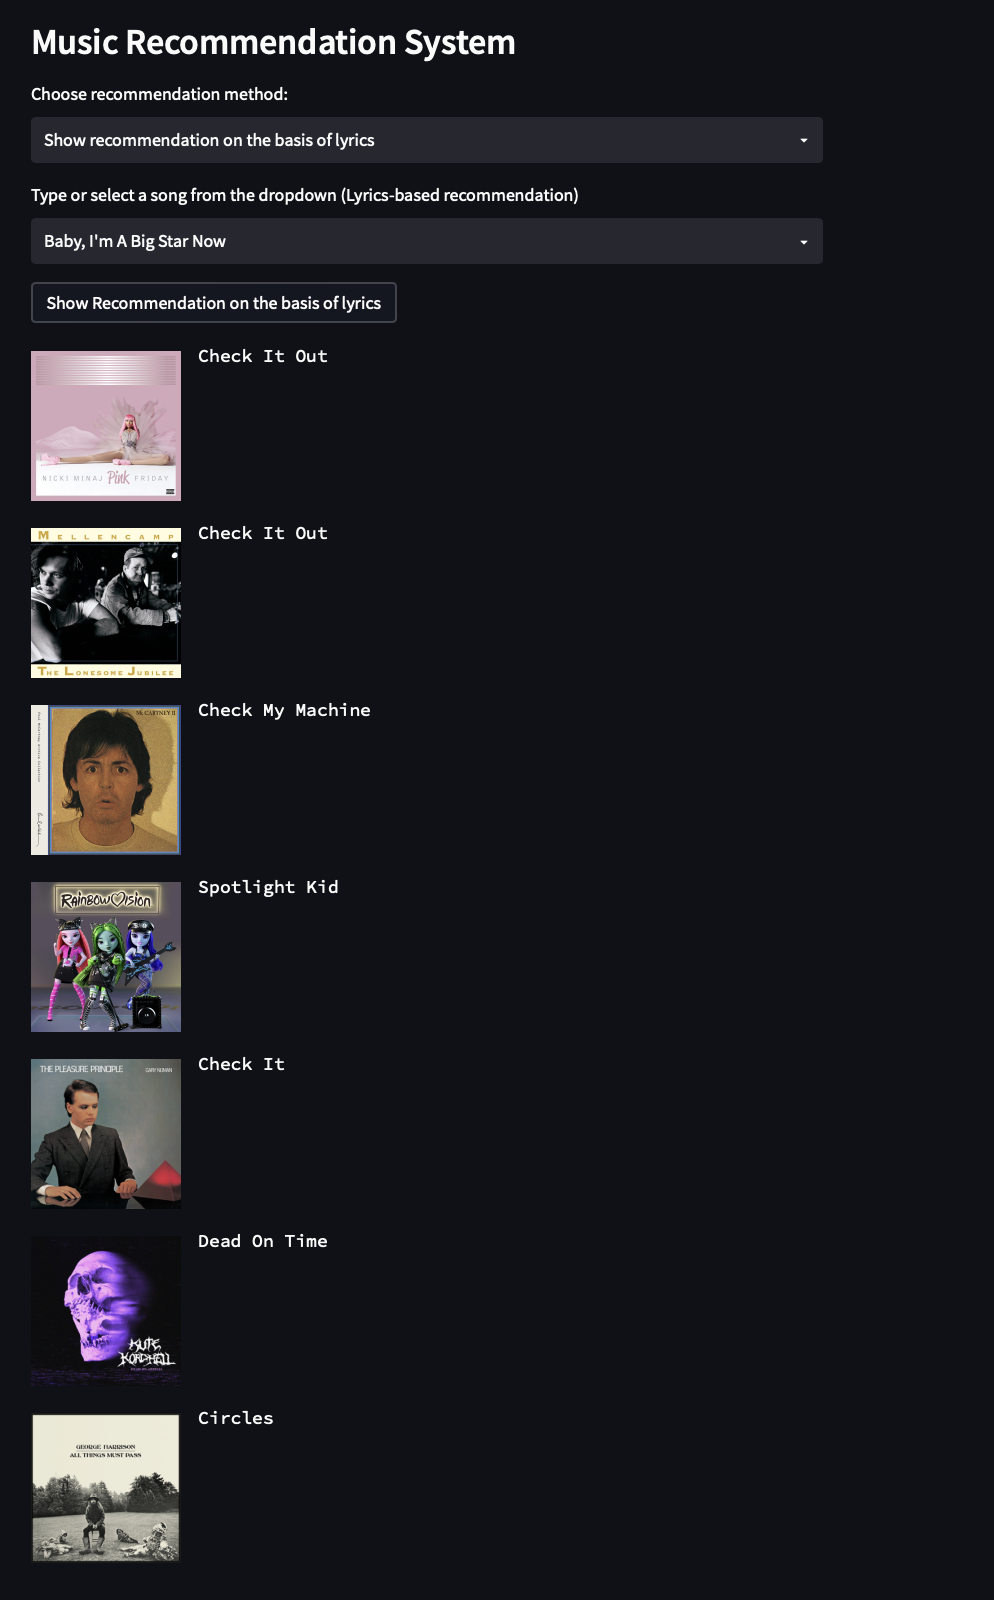 Music Recommendation System
Choose recommendation method:
Show recommendation on the basis of lyrics
Type or select a song from the dropdown (Lyrics-based recommendation)
Baby, I'm A Big Star Now
Show Recommendation on the basis of lyrics
Check It Out
NICKI MINAJ Pink FRIDAY
Check It Out
MELLENCAMP
THE LONESOME JUBILEE
Check My Machine
McCARTNEY II
Spotlight Kid
RAINBOW VISION
Check It
THE PLEASURE PRINCIPLE
GARY NUMAN
Dead On Time
KUTE
KORDHELL
Circles
GEORGE HARRISON
ALL THINGS MUST PASS